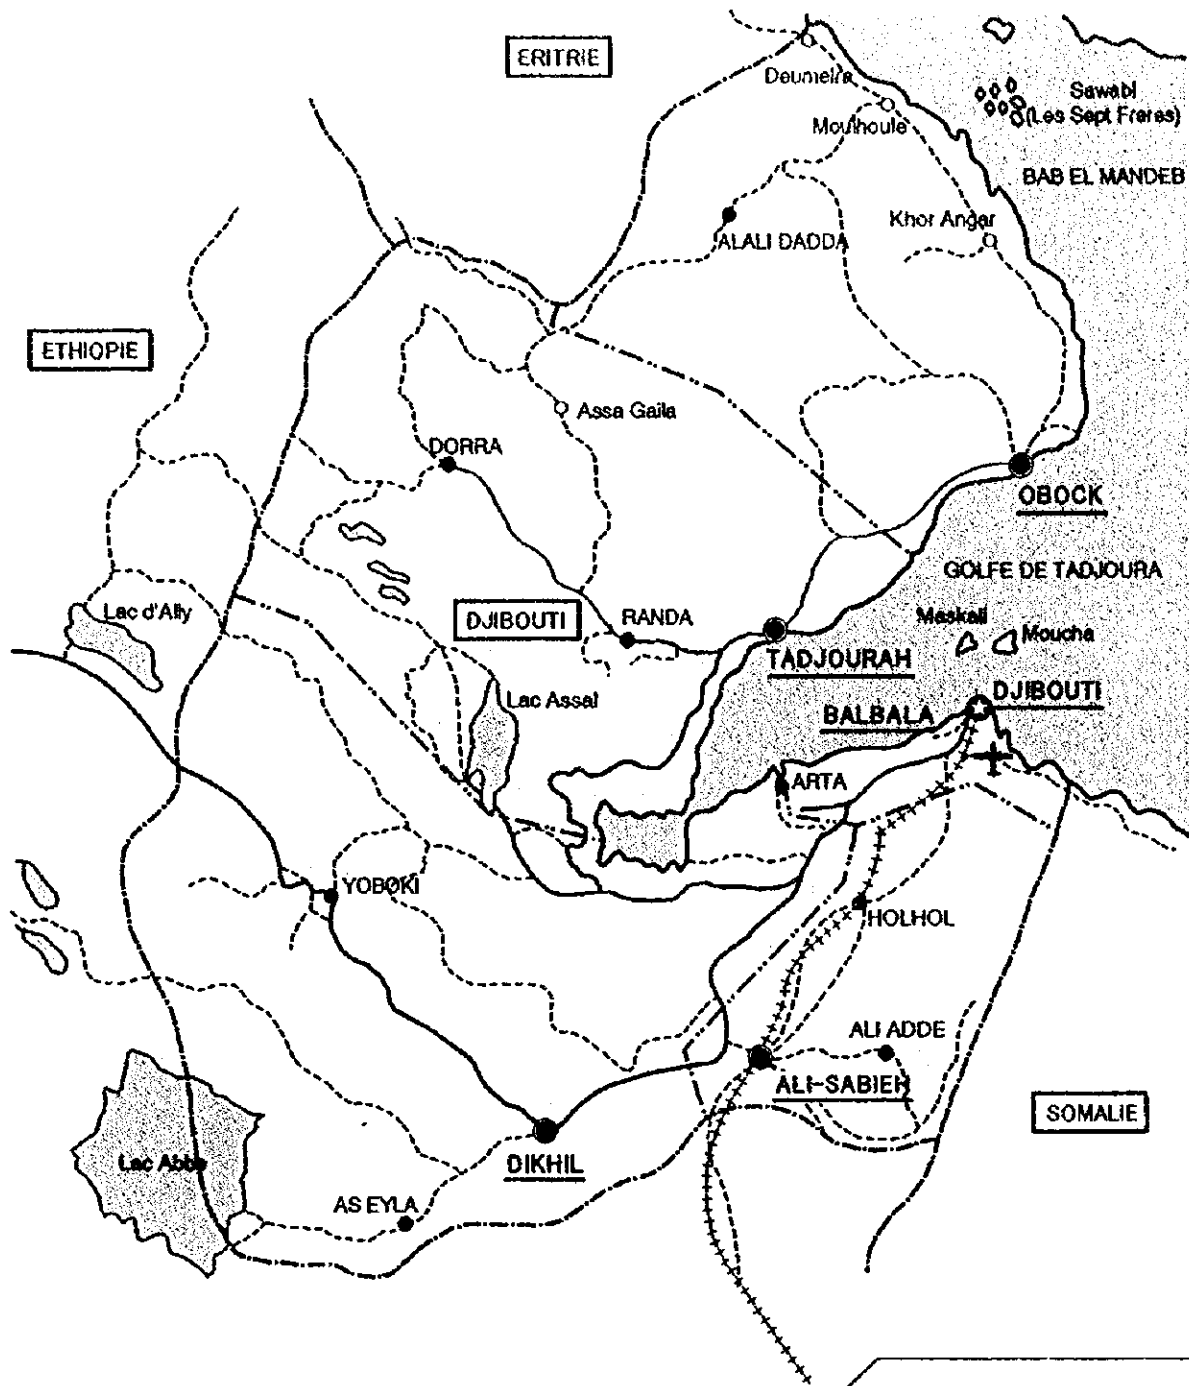 ERITRIE
Doumeira
Sawabi
(Les Sept Freres)
Moulhoule
BAB EL MANDEB
Khor Angar
ALALI DADDA
ETHIOPIE
Assa Gaila
DORRA
OBOCK
GOLFE DE TADJOURA
Lac d'Ally
DJIBOUTI
RANDA
Maskali
Moucha
TADJOURAH
Lac Assal
DJIBOUTI
BALBALA
ARTA
YOBOKI
HOLHOL
ALI ADDE
ALI-SABIEH
SOMALIE
Lac Abbe
DIKHIL
AS EYLA